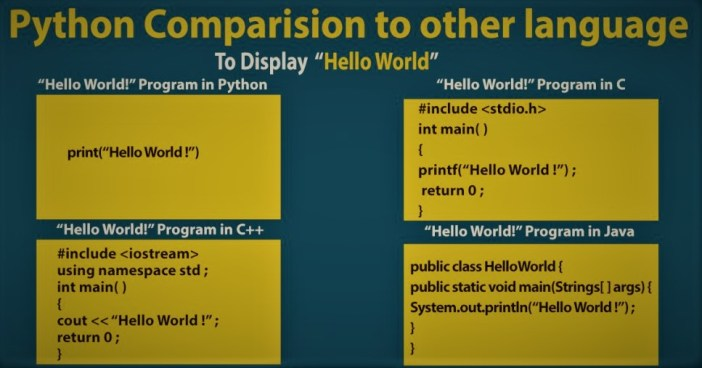 Python Comparision to other language
To Display “Hello World”
“Hello World!” Program in Python
print(“Hello World !”)
“Hello World!” Program in C
#include <stdio.h>
int main( )
{
printf(“Hello World !”) ;
return 0 ;
}
“Hello World!” Program in C++
#include <iostream>
using namespace std ;
int main( )
{
cout << “Hello World !” ;
return 0 ;
}
“Hello World!” Program in Java
public class HelloWorld {
public static void main(Strings[ ] args) {
System.out.println(“Hello World !”) ;
}
}